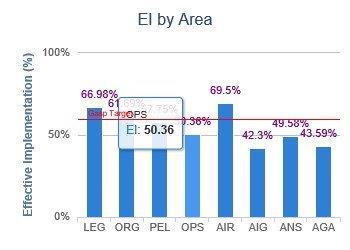 EI by Area
Effective Implementation (%)
100%
50%
0%
66.98%
69.5%
42.3%
49.58%
43.59%
Gasp Target
OPS
EI: 50.36
LEG ORG PEL OPS AIR AIG ANS AGA